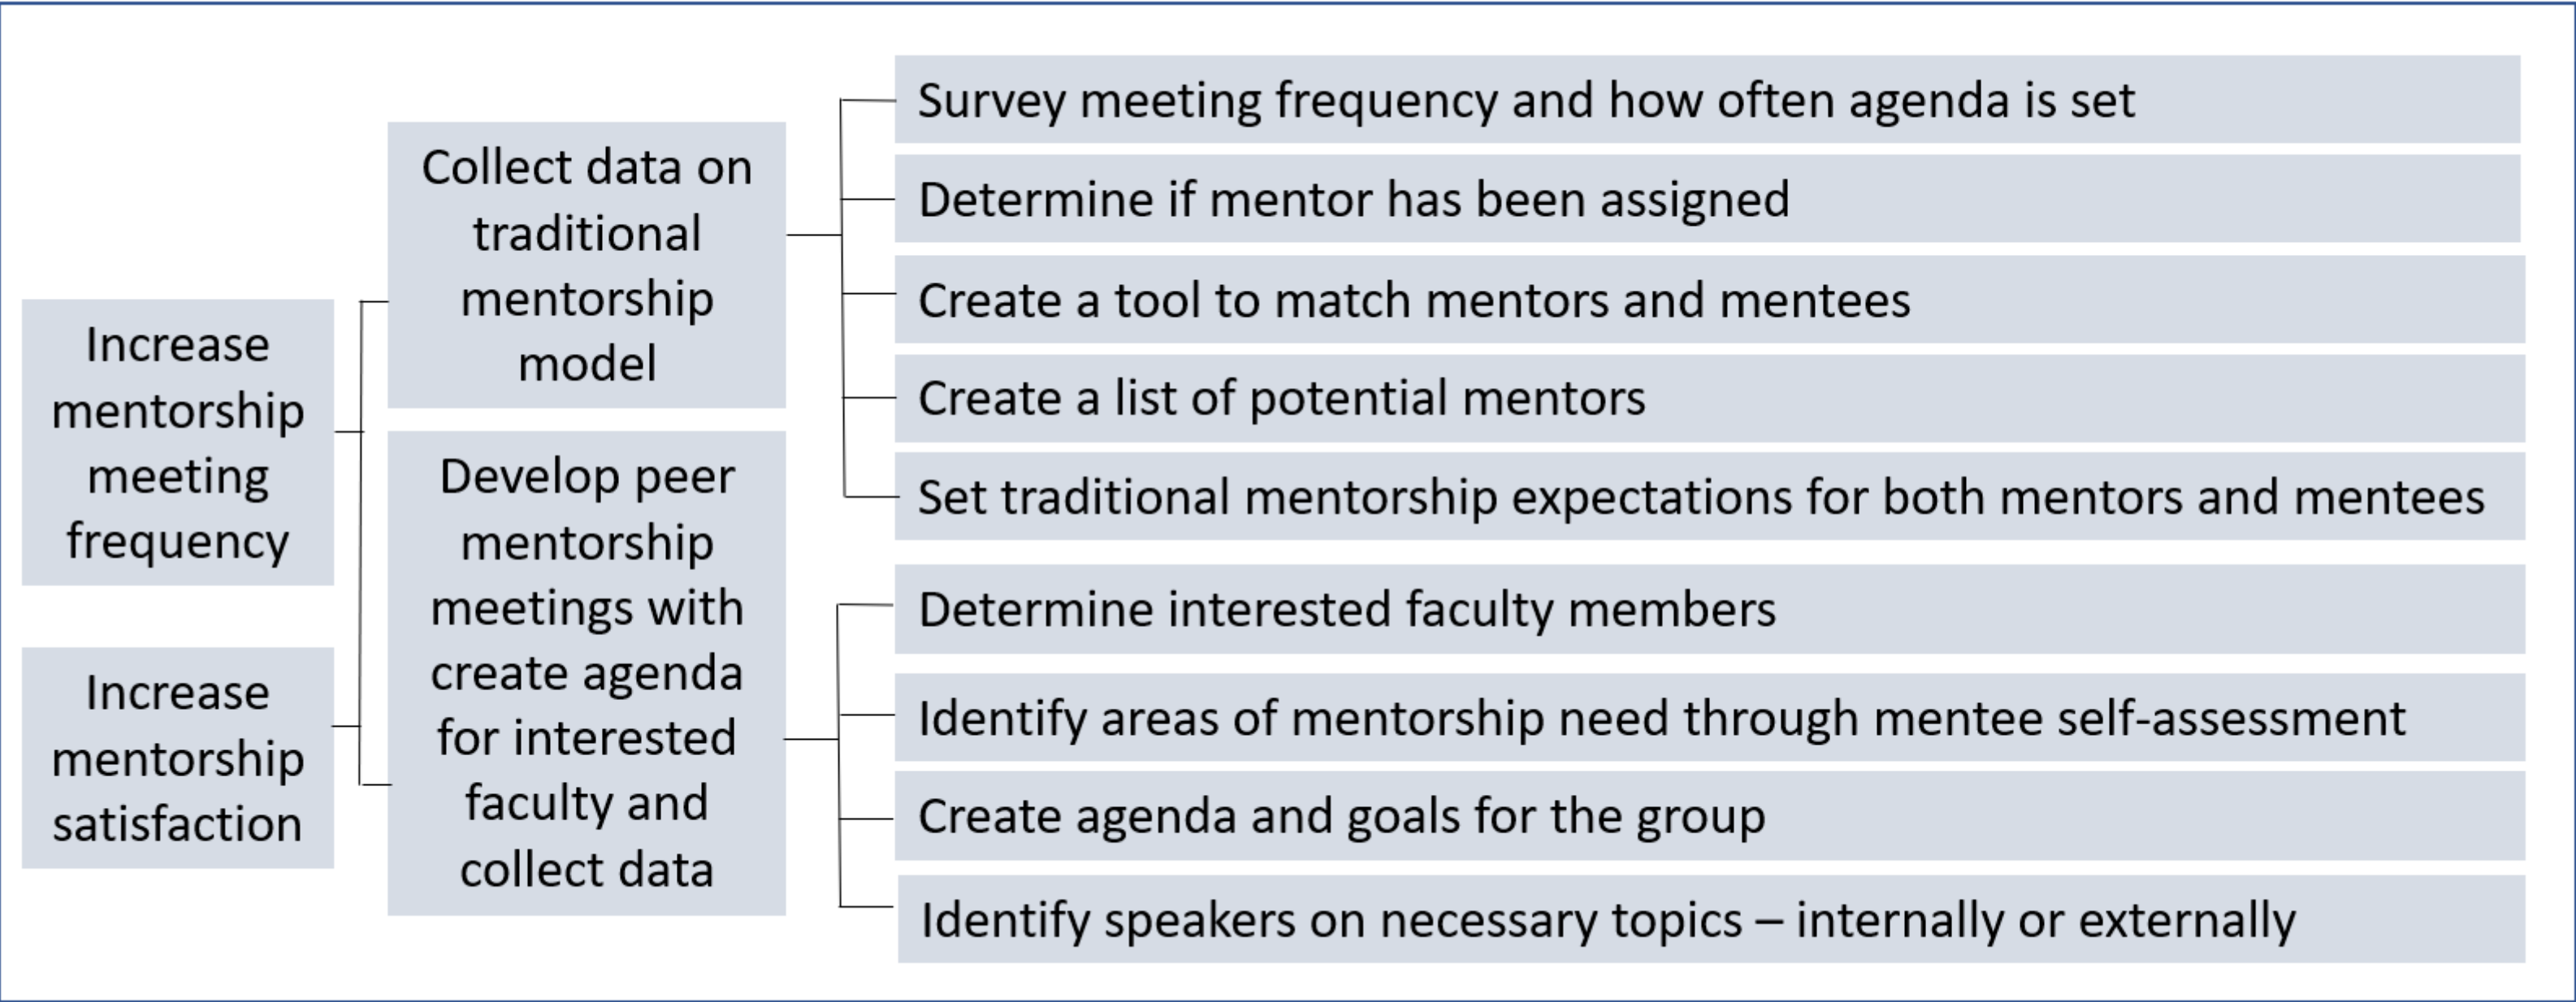 Increase
mentorship
meeting
frequency
Increase
mentorship
satisfaction
Collect data on
traditional
mentorship
model
Develop peer
mentorship
meetings with
create agenda
for interested
faculty and
collect data
Survey meeting frequency and how often agenda is set
Determine if mentor has been assigned
Create a tool to match mentors and mentees
Create a list of potential mentors
Set traditional mentorship expectations for both mentors and mentees
Determine interested faculty members
Identify areas of mentorship need through mentee self-assessment
Create agenda and goals for the group
Identify speakers on necessary topics – internally or externally